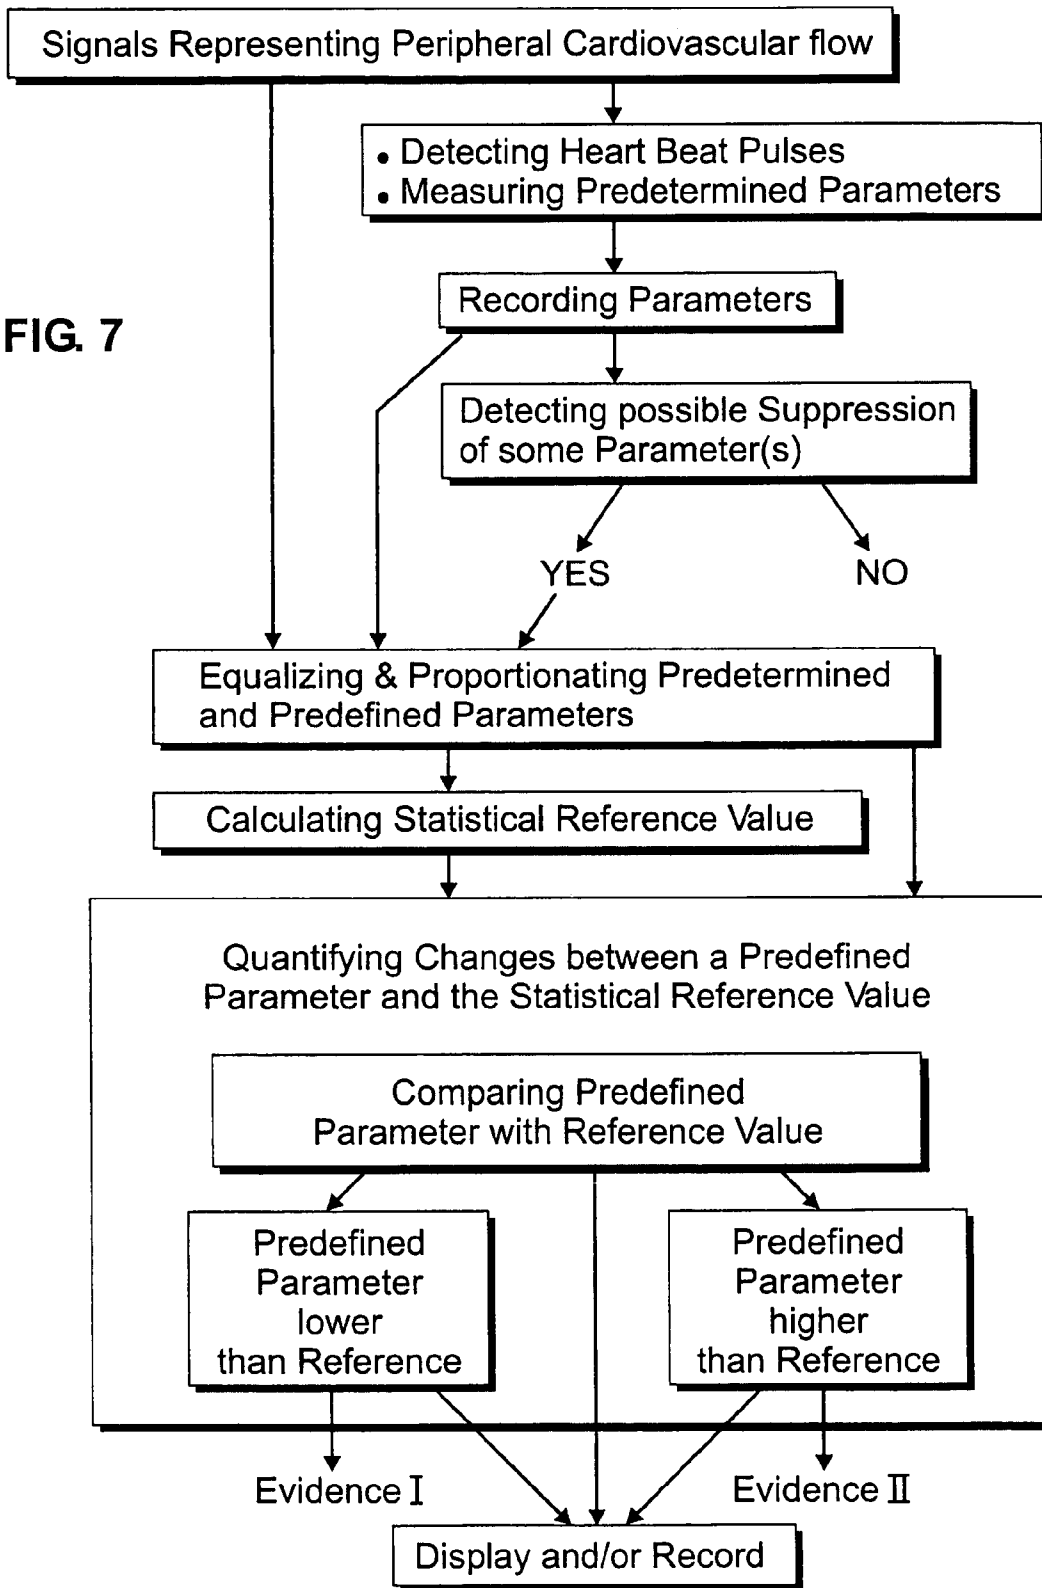 Signals Representing Peripheral Cardiovascular flow
• Detecting Heart Beat Pulses
• Measuring Predetermined Parameters
Recording Parameters
FIG. 7
Detecting possible Suppression
of some Parameter(s)
YES
NO
Equalizing & Proportionating Predetermined
and Predefined Parameters
Calculating Statistical Reference Value
Quantifying Changes between a Predefined
Parameter and the Statistical Reference Value
Comparing Predefined
Parameter with Reference Value
Predefined
Parameter
lower
than Reference
Predefined
Parameter
higher
than Reference
Evidence I
Evidence II
Display and/or Record